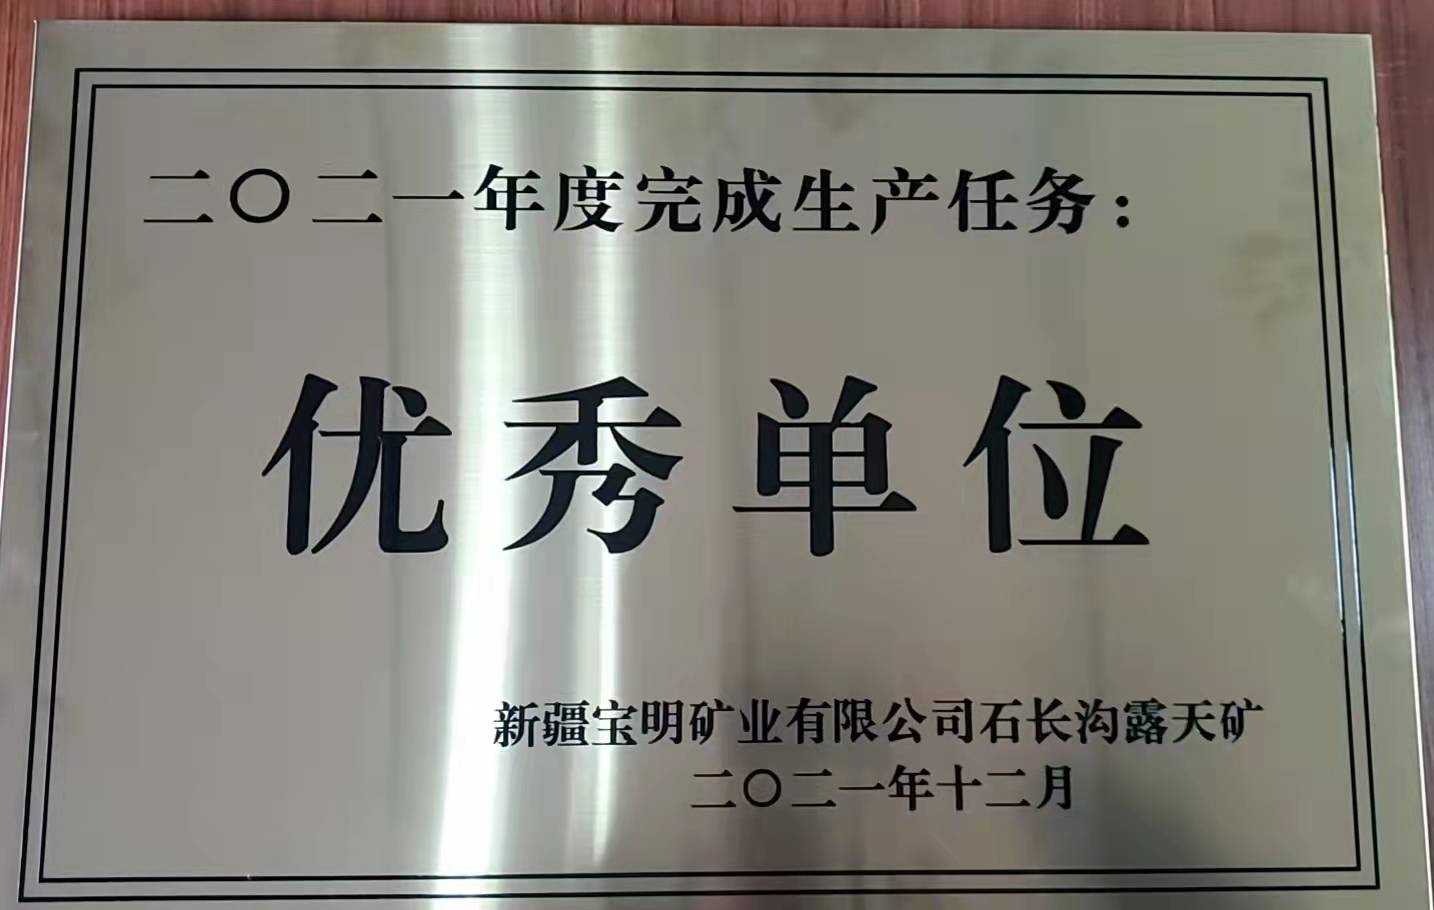 二〇二一年度完成生产任务：
优秀单位
新疆宝明矿业有限公司石长沟露天矿
二〇二一年十二月